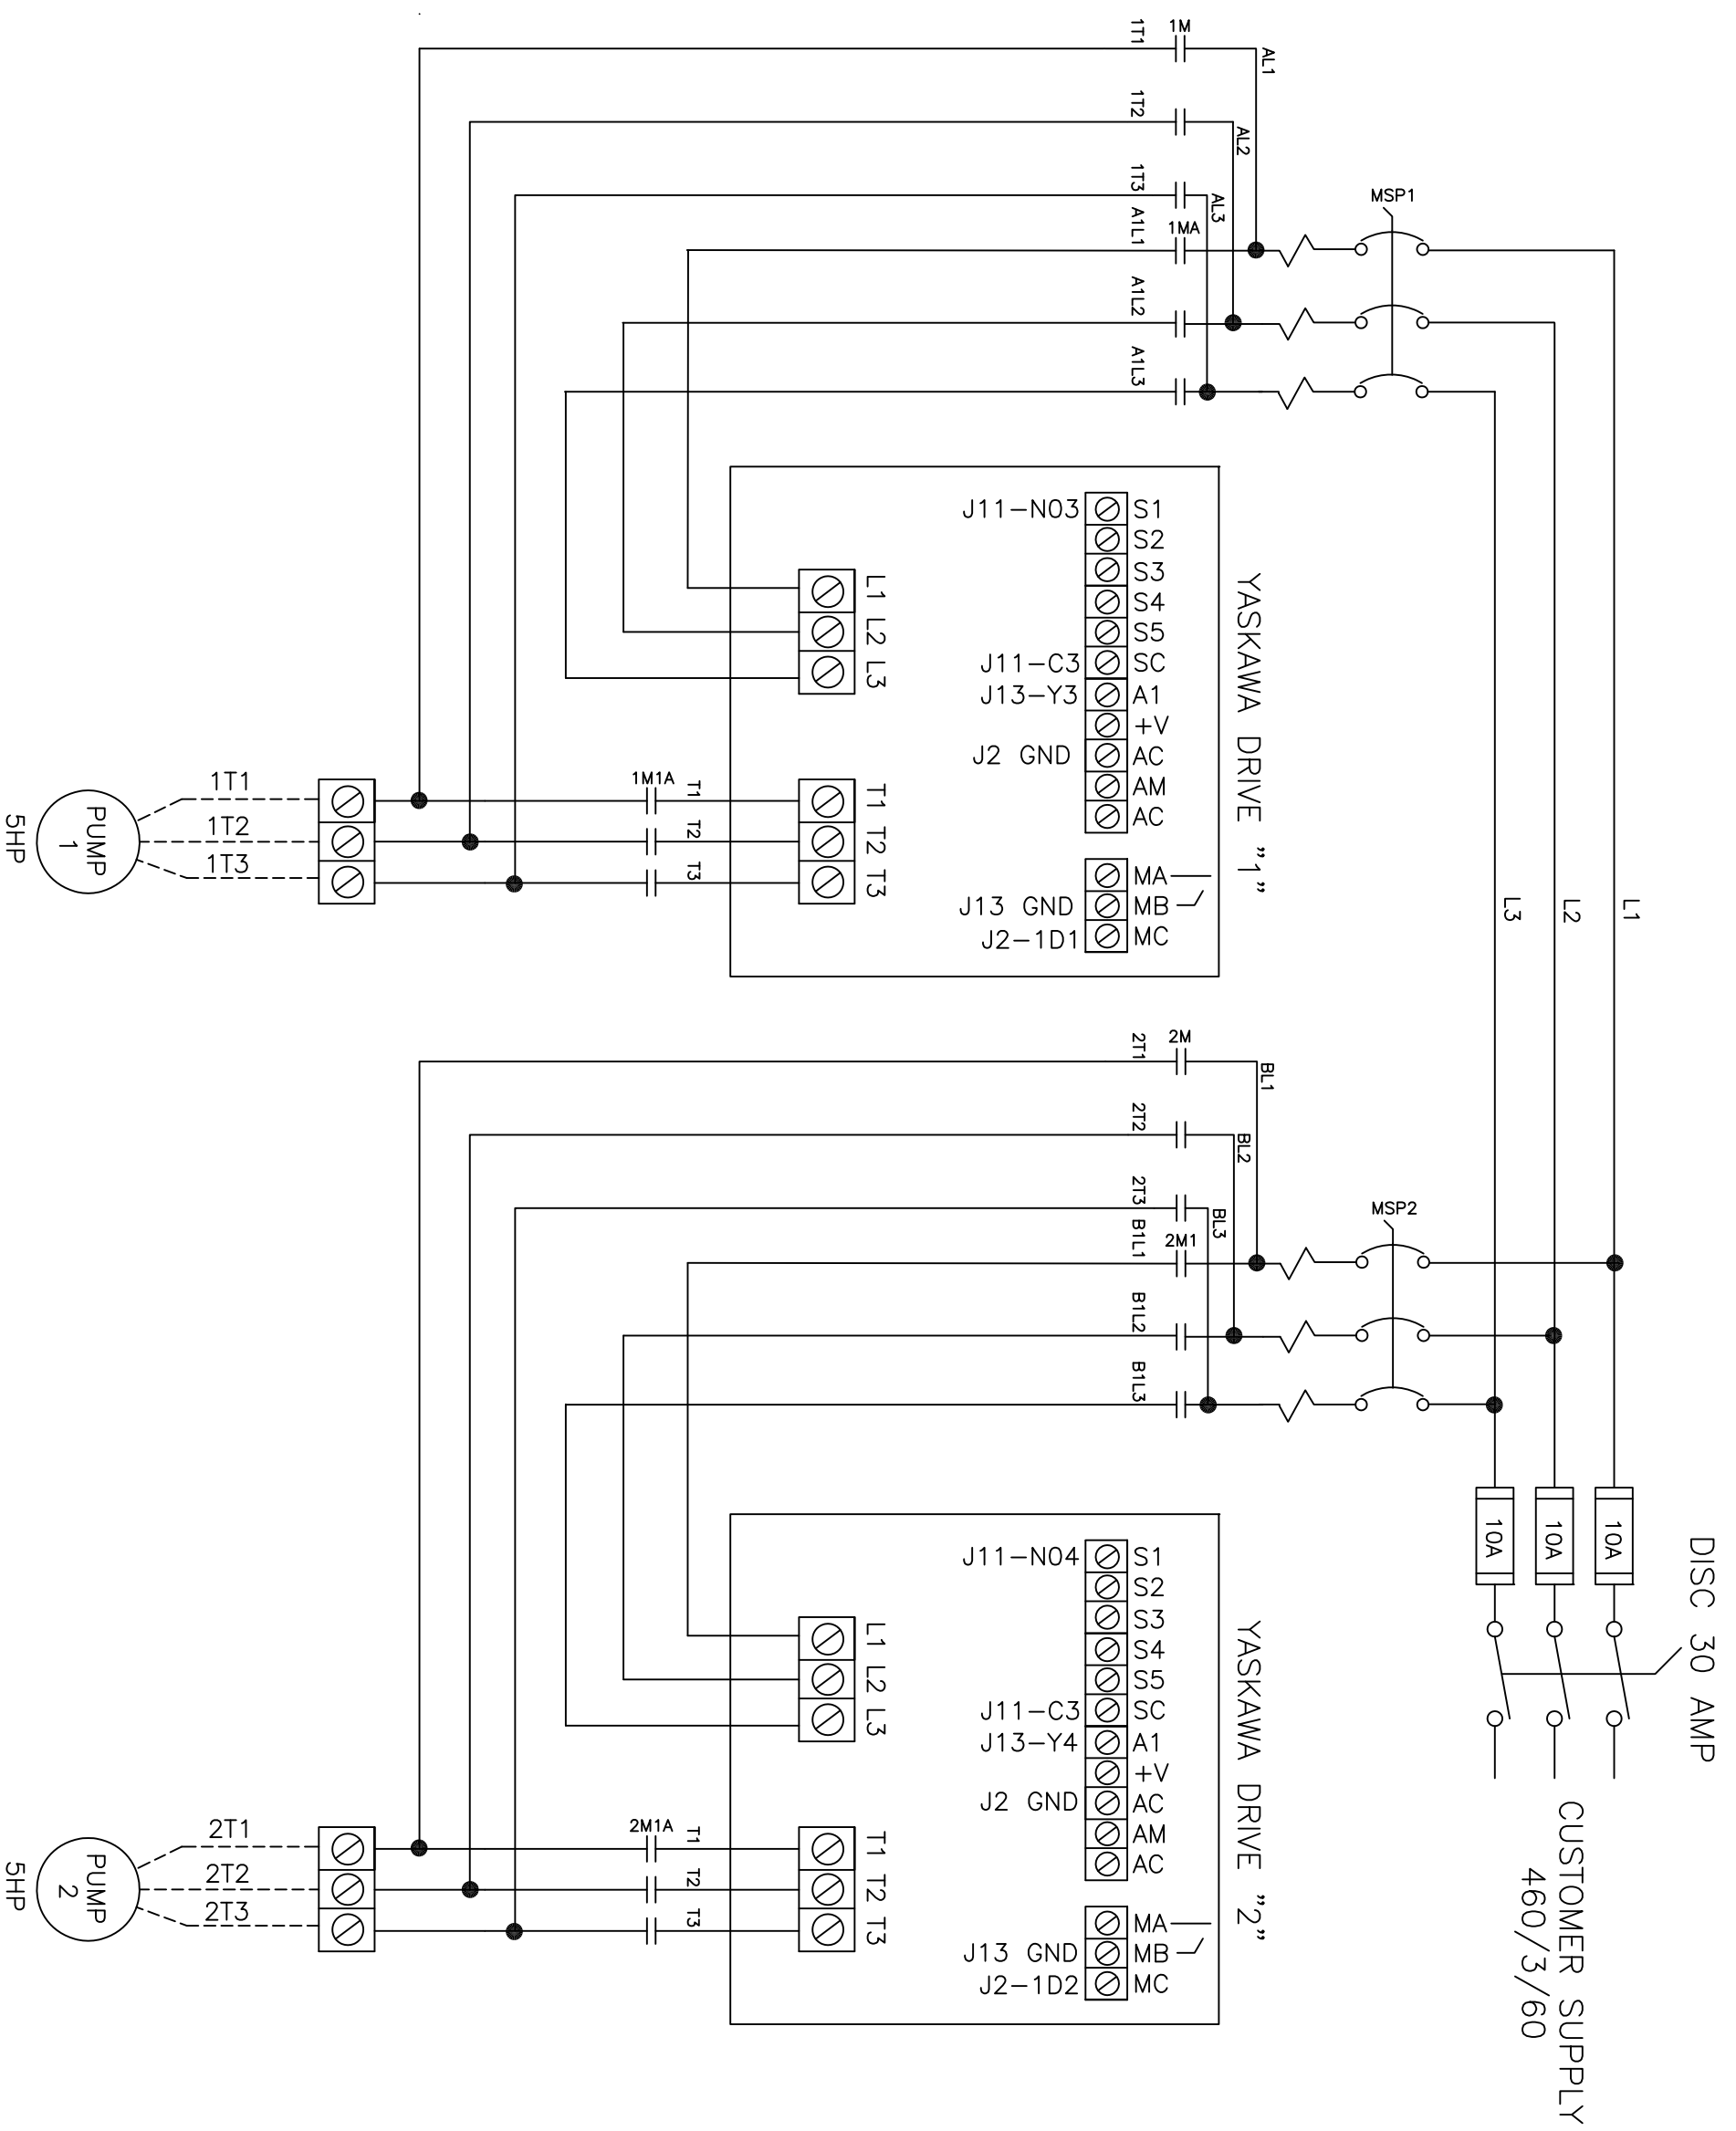 1T1
1M
AL1
1T2
AL2
1T3
AL3
MSP1
A1L1
1MA
A1L2
A1L3
YASKAWA DRIVE "1"
J11-NO3 S1
S2
S3
S4
S5
J11-C3 SC
J13-Y3 A1
+V
J2 GND AC
AM
AC
MA
J13 GND MB
J2-1D1 MC
L1 L2 L3
T1 T2 T3
1M1A
T1
T2
T3
1T1
1T2
1T3
PUMP
1
5HP
L3
L2
L1
2T1
2M
BL1
2T2
BL2
2T3
BL3
MSP2
B1L1
2M1
B1L2
B1L3
YASKAWA DRIVE "2"
J11-NO4 S1
S2
S3
S4
S5
J11-C3 SC
J13-Y4 A1
+V
J2 GND AC
AM
AC
MA
J13 GND MB
J2-1D2 MC
L1 L2 L3
T1 T2 T3
2M1A
T1
T2
T3
2T1
2T2
2T3
PUMP
2
5HP
10A
10A
10A
DISC 30 AMP
CUSTOMER SUPPLY
460/3/60